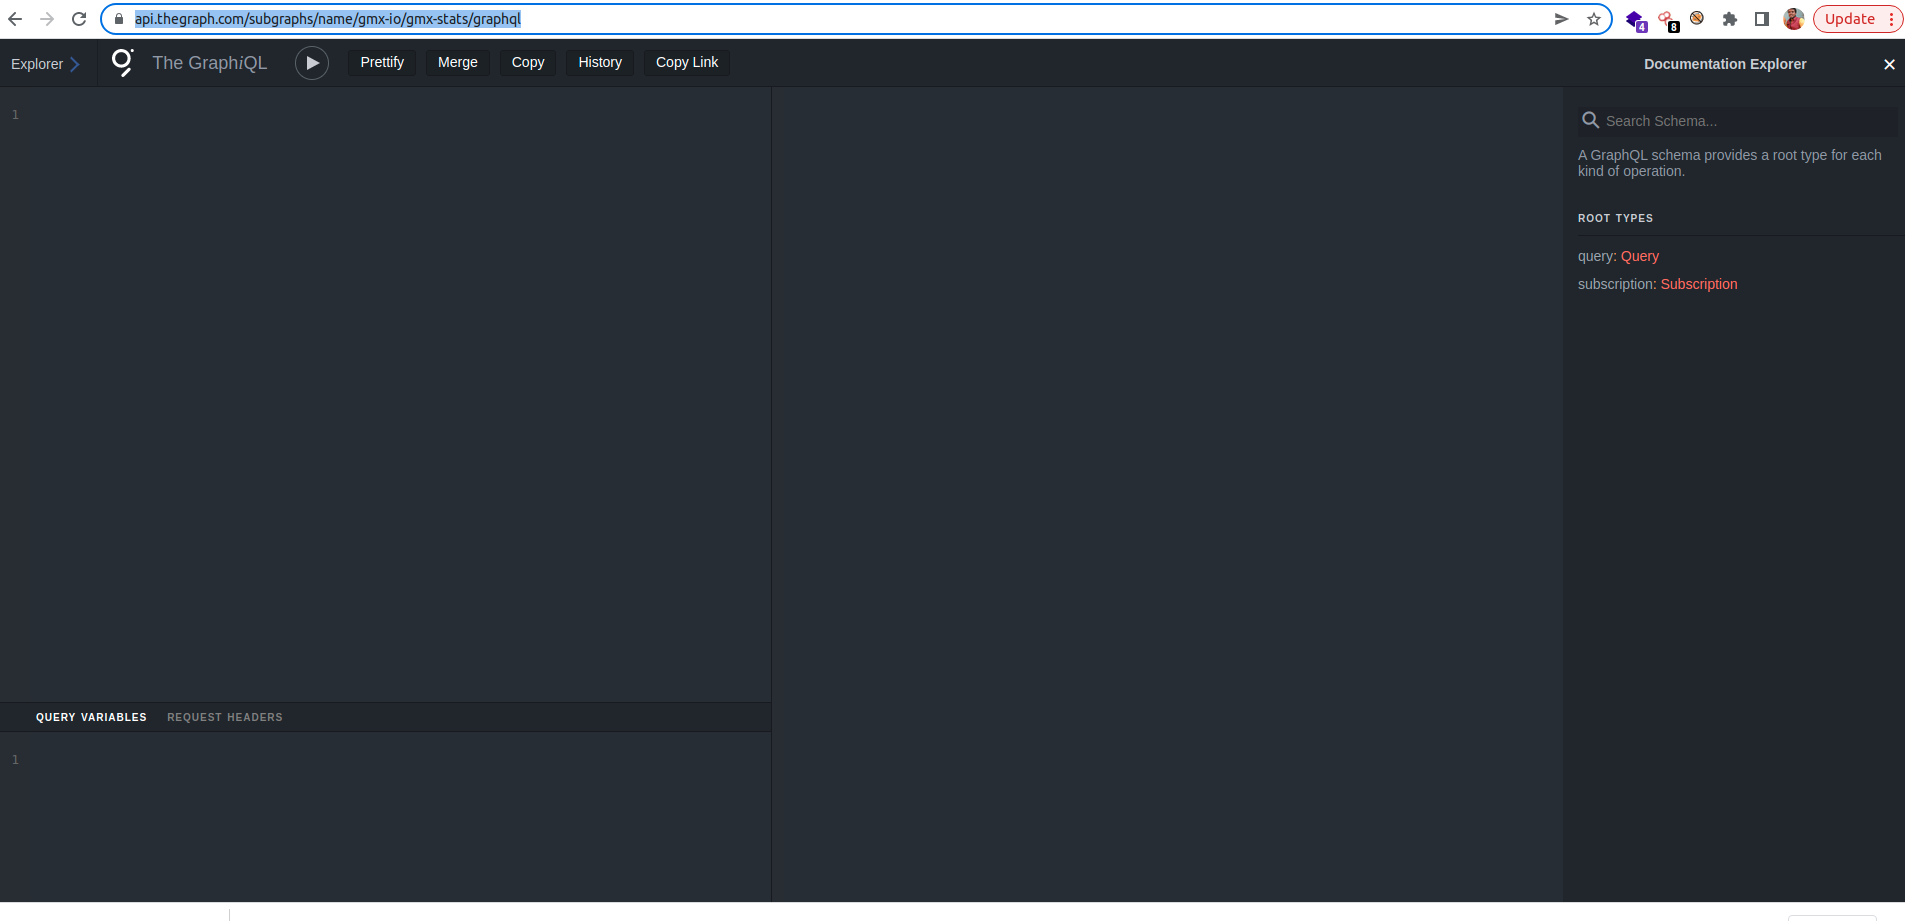 api.thegraph.com/subgraphs/name/gmx-io/gmx-stats/graphql
4
8
Update
Explorer
The GraphiQL
Prettify
Merge
Copy
History
Copy Link
Documentation Explorer
1
Search Schema...
A GraphQL schema provides a root type for each
kind of operation.
ROOT TYPES
query: Query
subscription: Subscription
QUERY VARIABLES
REQUEST HEADERS
1